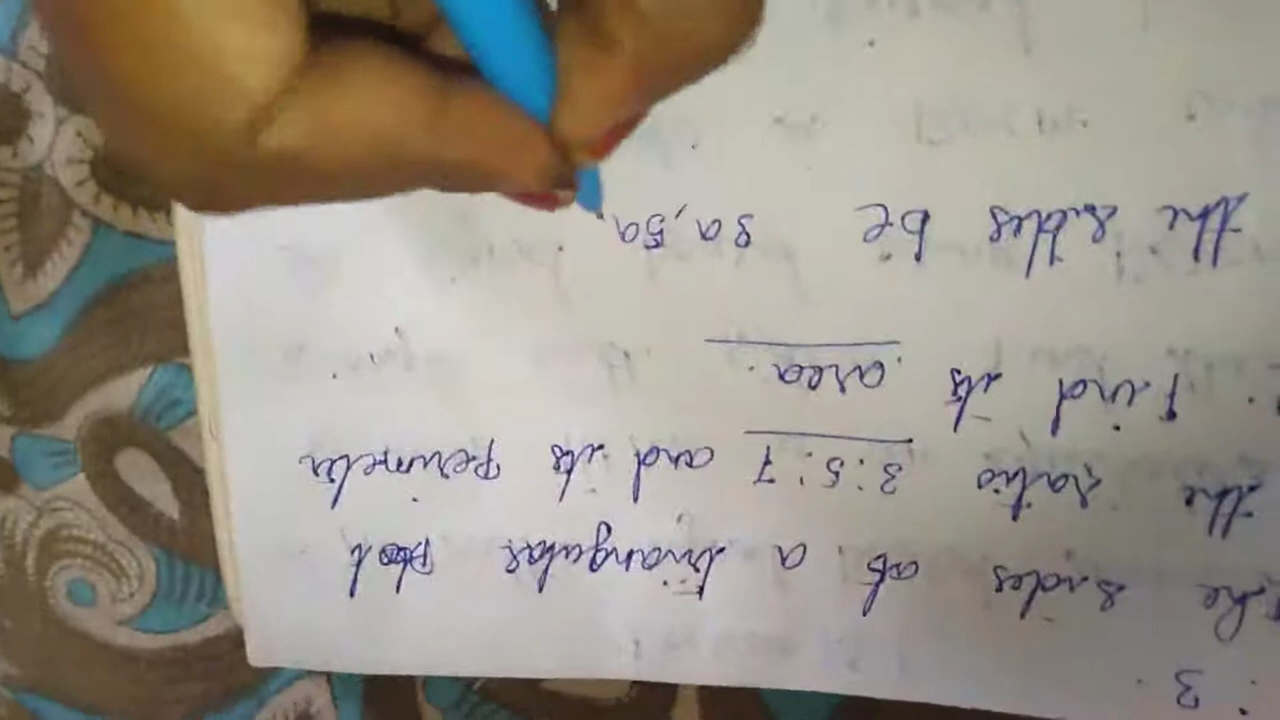 : 3.
The sides of a triangular plot
the ratio 3:5:7 and its Perimeter
. Find its area.
the sides be 3a, 5a,